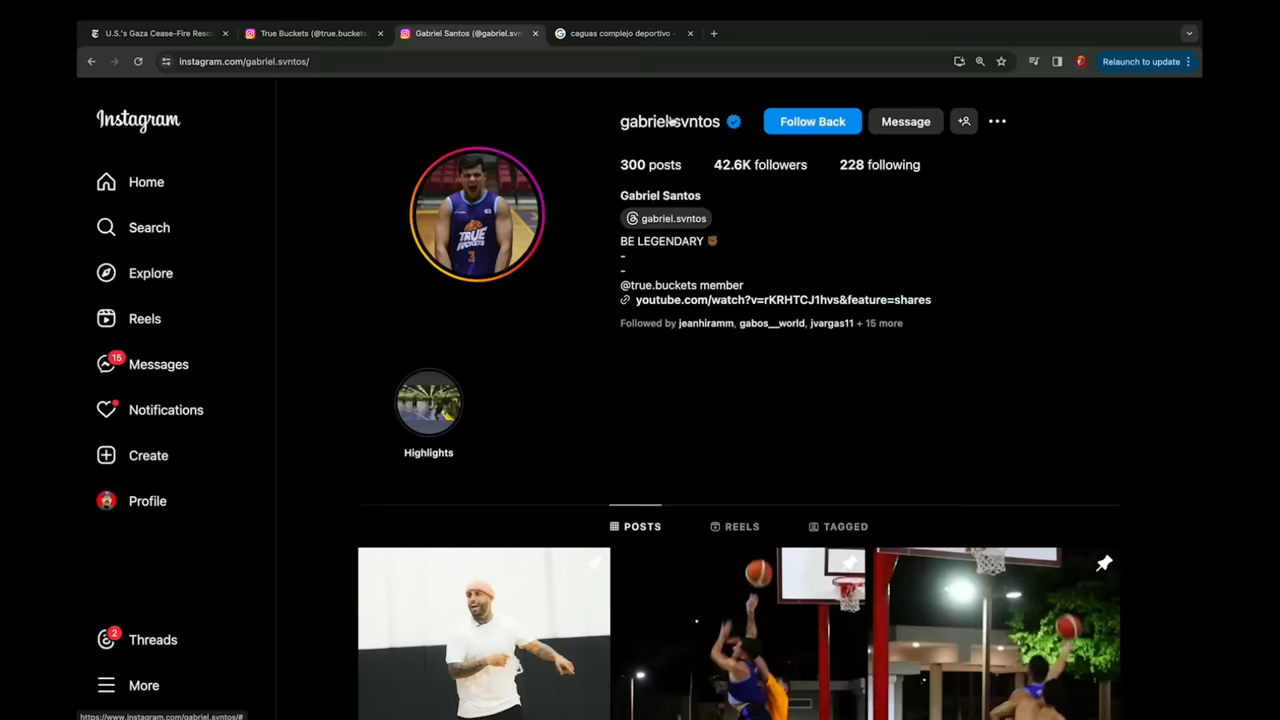 U.S.'s Gaza Cease-Fire Reso
True Buckets (@true.buckets
Gabriel Santos (@gabriel.svn
caguas complejo deportivo -
instagram.com/gabriel.svntos/
Relaunch to update
Instagram
gabriel.svntos
Follow Back
Message
300 posts
42.6K followers
228 following
Gabriel Santos
gabriel.svntos
BE LEGENDARY
-
-
@true.buckets member
youtube.com/watch?v=rKRHTCJ1hvs&feature=shares
Followed by jeanhiramm, gabos__world, jvargas11 + 15 more
Home
Search
Explore
Reels
15
Messages
Notifications
Create
Profile
2
Threads
More
TRUE
BUCKETS
3
Highlights
POSTS
REELS
TAGGED
https://www.instagram.com/gabriel.svntos/#